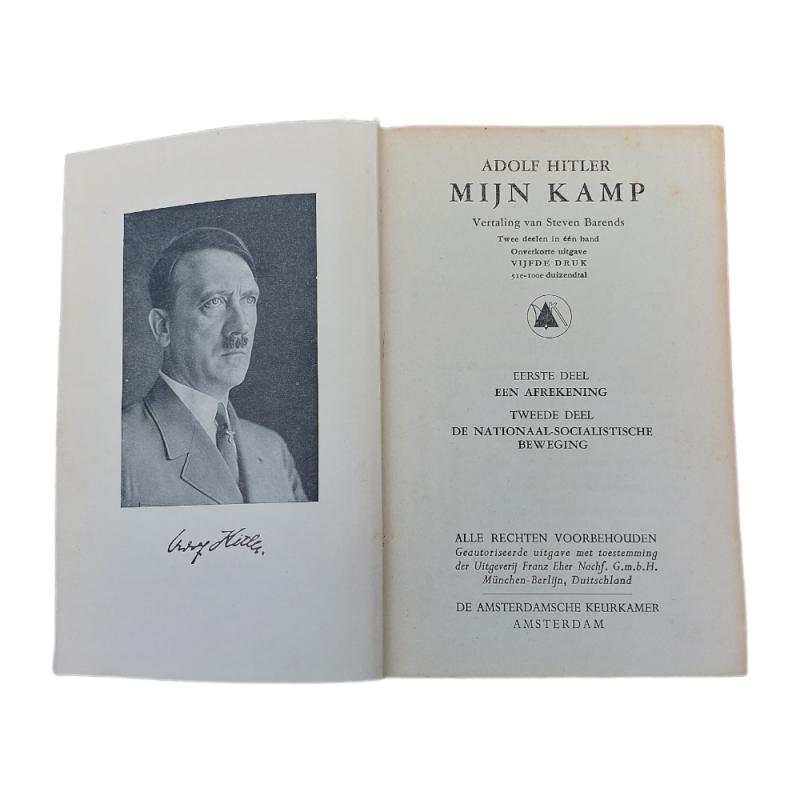 Adolf Hitler.
ADOLF HITLER
MIJN KAMP
Vertaling van Steven Barends
Twee deelen in één band
Onverkorte uitgave
VIJFDE DRUK
51e-100e duizendtal
EERSTE DEEL
EEN AFREKENING
TWEEDE DEEL
DE NATIONAAL-SOCIALISTISCHE
BEWEGING
ALLE RECHTEN VOORBEHOUDEN
Geautoriseerde uitgave met toestemming
der Uitgeverij Franz Eher Nachf. G.m.b.H.
München-Berlijn, Duitschland
DE AMSTERDAMSCHE KEURKAMER
AMSTERDAM